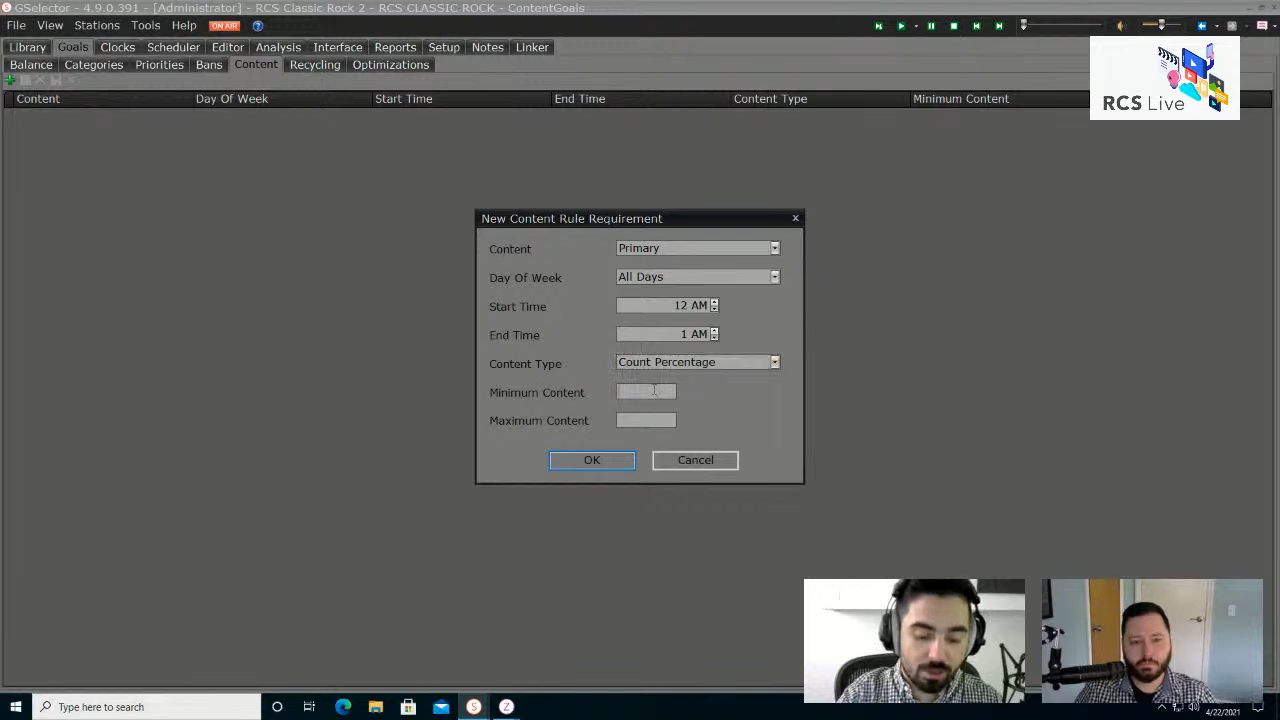 GSelector - 4.9.0.391 - [Administrator] - RCS Classic Rock 2 - RCS CLASSIC ROCK - ContentGoals
File View Stations Tools Help ON AIR
Library Goals Clocks Scheduler Editor Analysis Interface Reports Setup Notes Linker
Balance Categories Priorities Bans Content Recycling Optimizations
Content Day Of Week Start Time End Time Content Type Minimum Content
RCS Live
New Content Rule Requirement
Content Primary
Day Of Week All Days
Start Time 12 AM
End Time 1 AM
Content Type Count Percentage
Minimum Content
Maximum Content
OK Cancel
Type here to search
4/22/2021